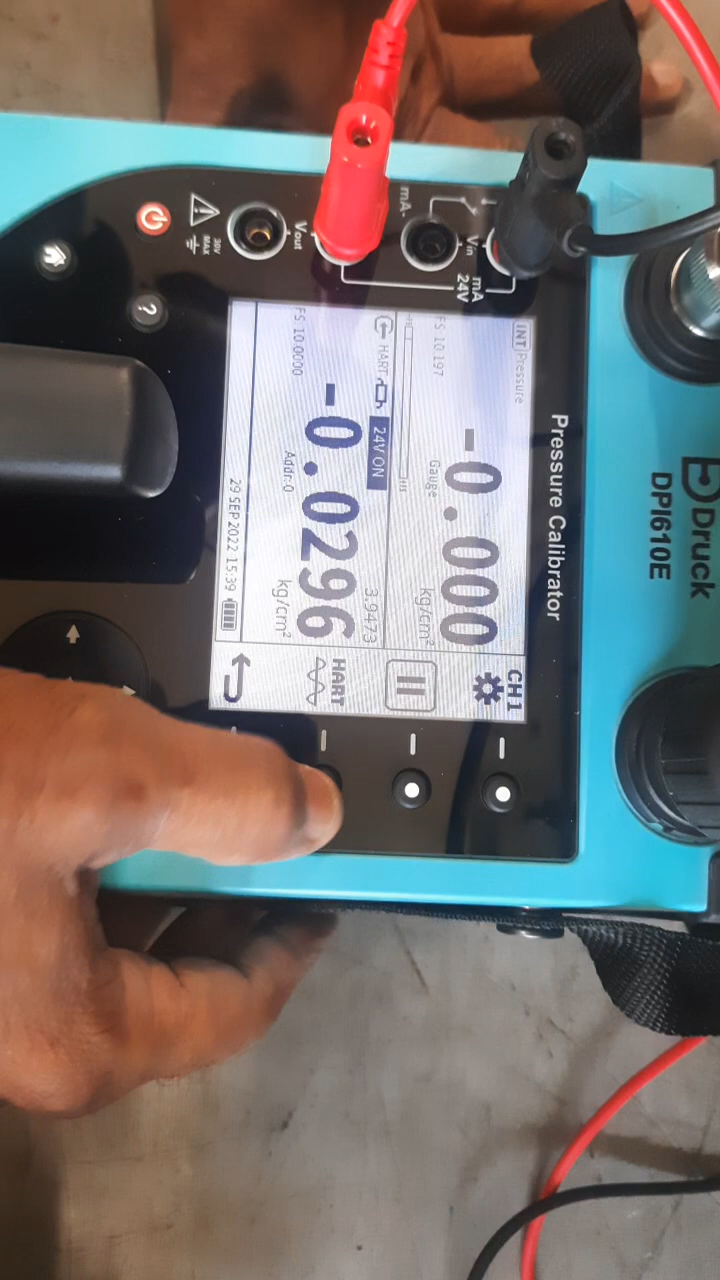 Druck
DPI610E
Pressure Calibrator
mA
24V
Vin
mA-
Vout
30V
MAX
?
INT Pressure
CH1
FS: 10.197
-0.000
Gauge
kg/cm²
FS
HART
24V ON
3.9473
-0.0296
HART
FS: 10.0000
Addr:0
kg/cm²
29 SEP 2022 15:39